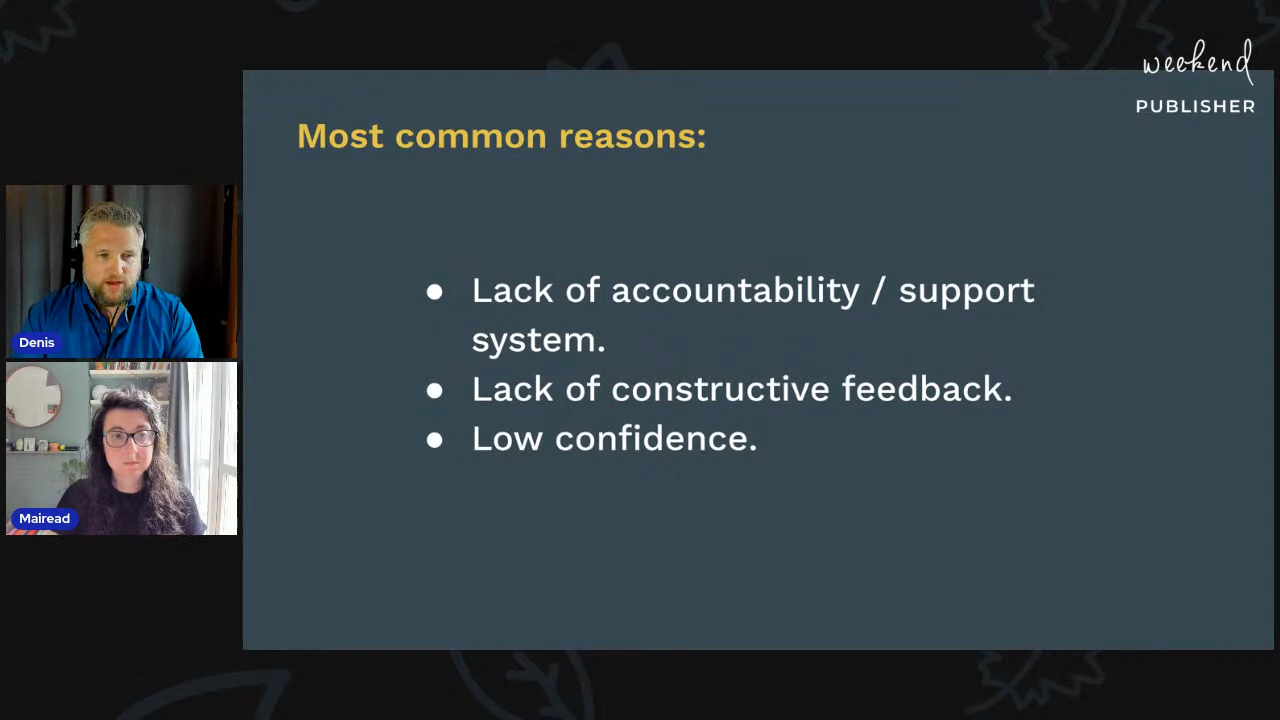 weekend
PUBLISHER
Most common reasons:
● Lack of accountability / support
system.
● Lack of constructive feedback.
● Low confidence.
Denis
Mairead